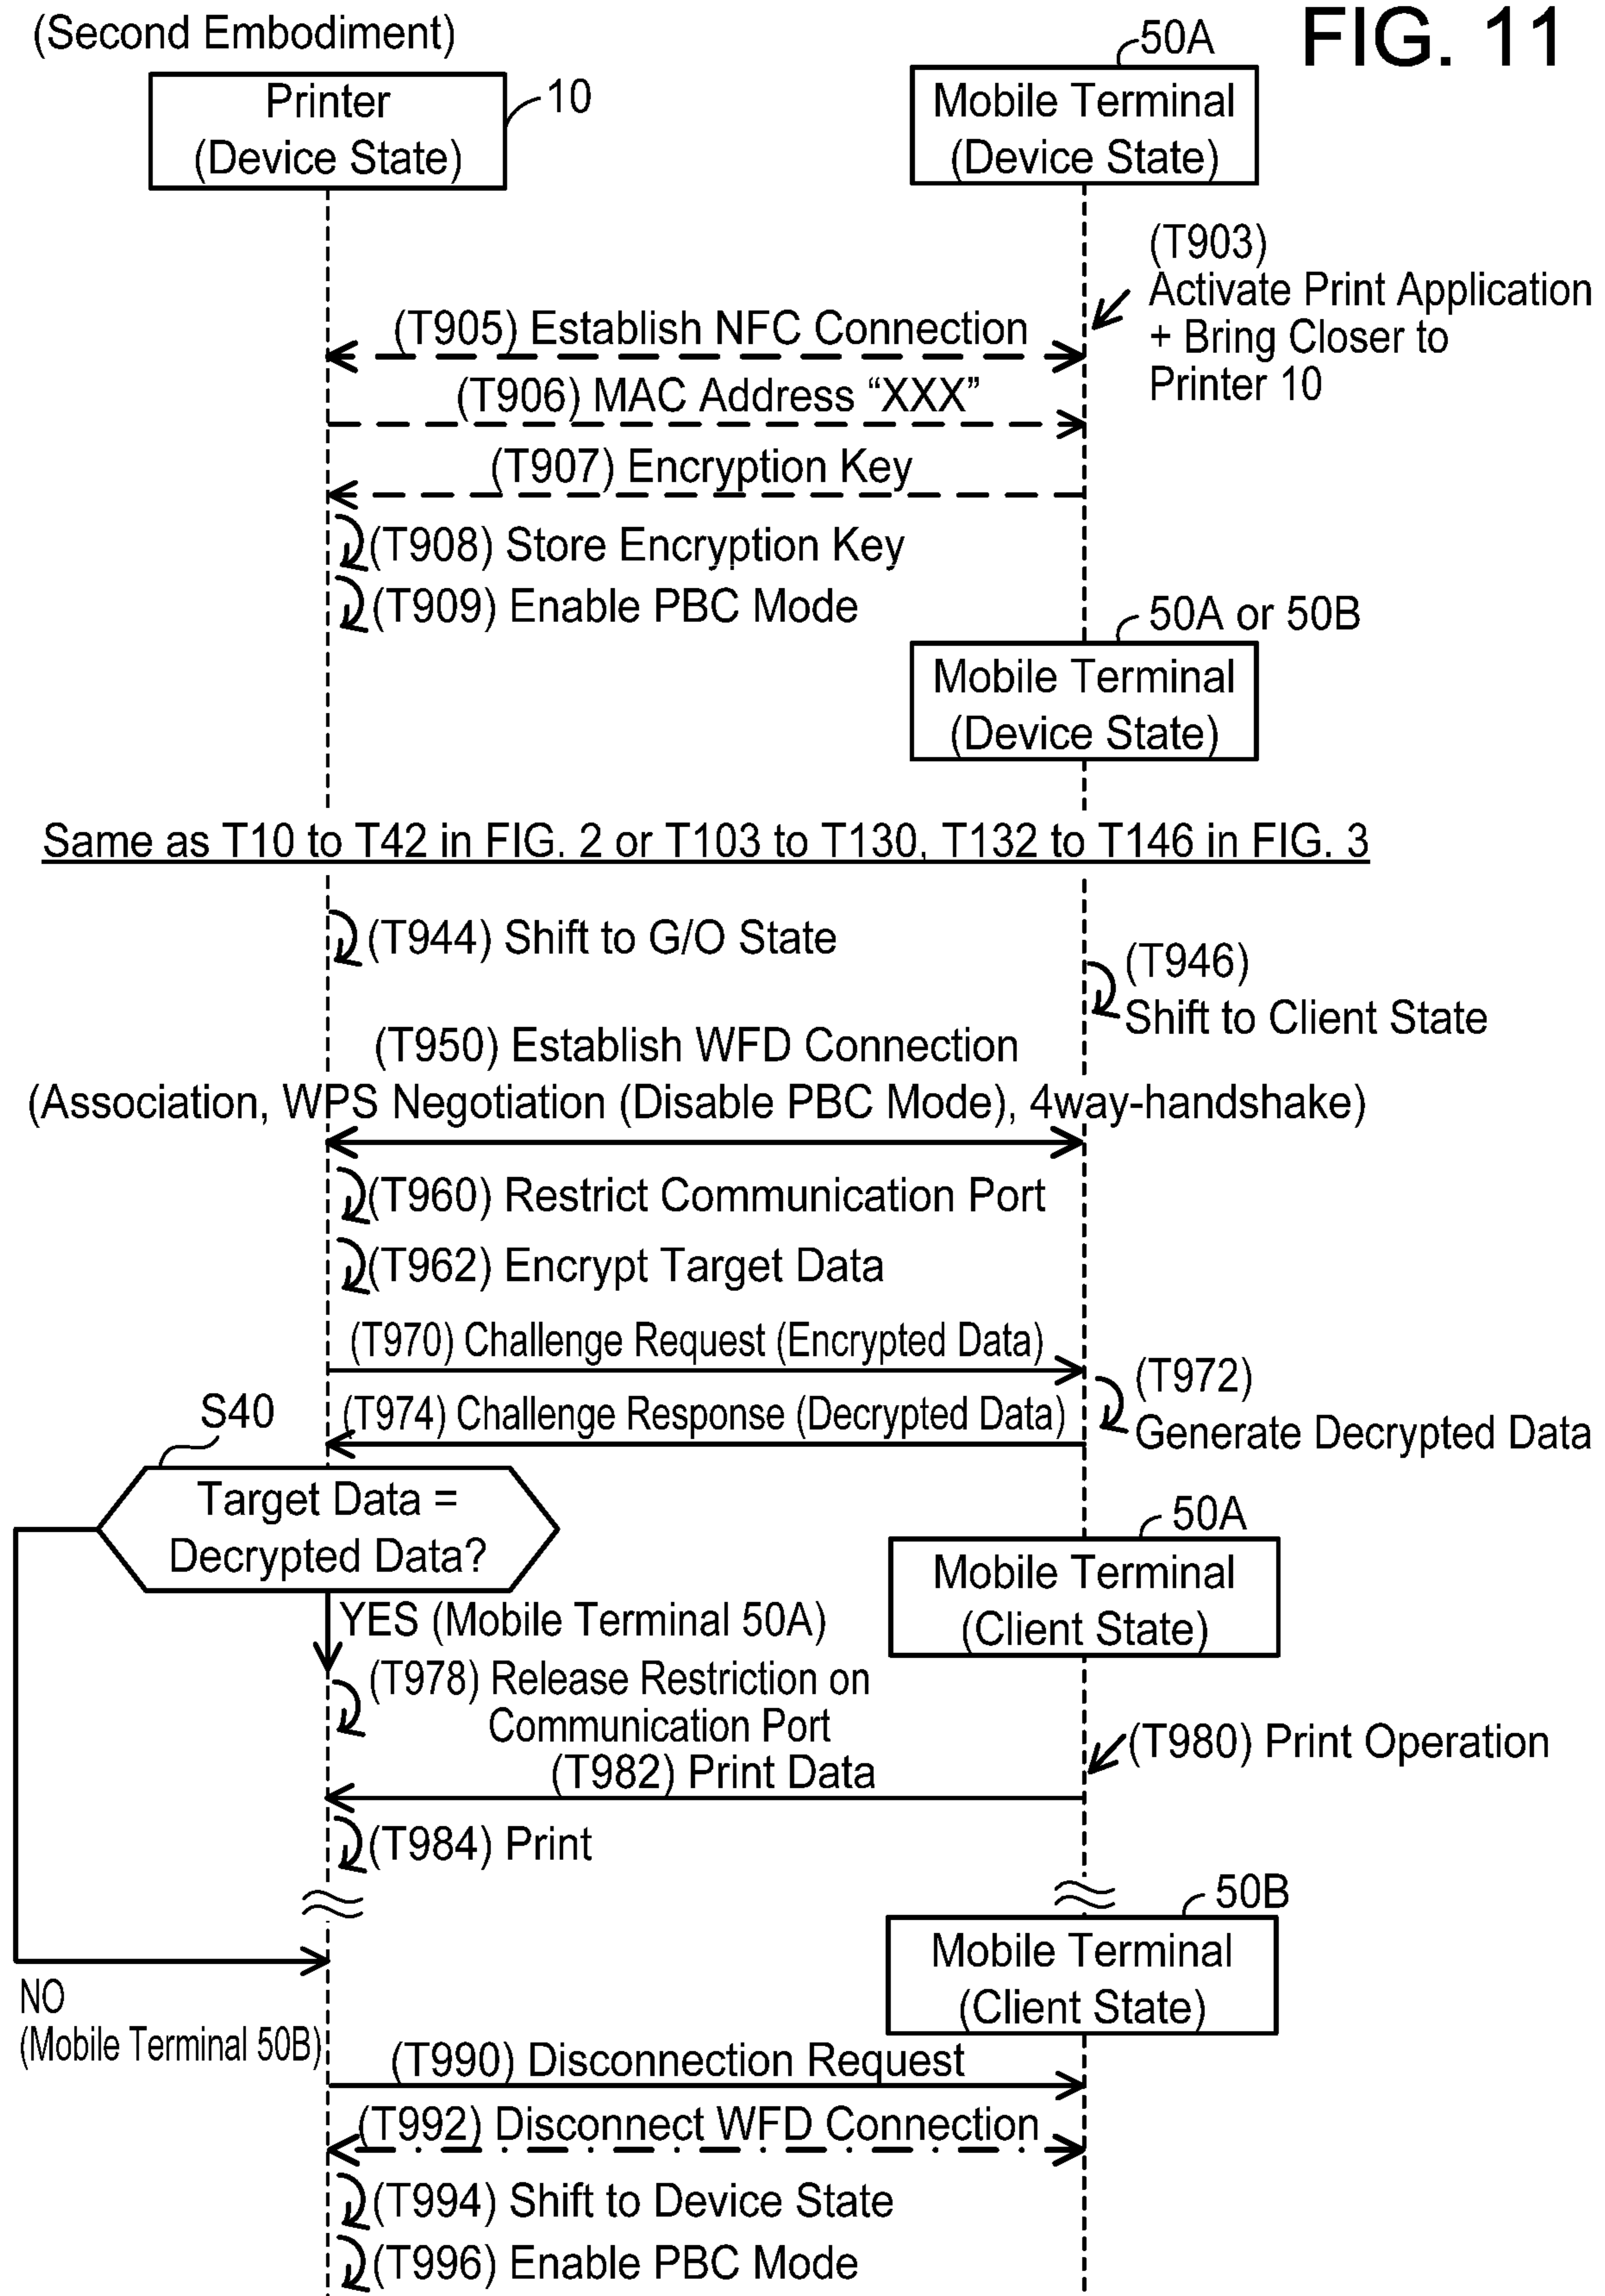 (Second Embodiment)
FIG. 11
50A
Printer
(Device State)
10
Mobile Terminal
(Device State)
(T903)
Activate Print Application
+ Bring Closer to
Printer 10
(T905) Establish NFC Connection
(T906) MAC Address “XXX”
(T907) Encryption Key
(T908) Store Encryption Key
(T909) Enable PBC Mode
50A or 50B
Mobile Terminal
(Device State)
Same as T10 to T42 in FIG. 2 or T103 to T130, T132 to T146 in FIG. 3
(T944) Shift to G/O State
(T946)
Shift to Client State
(T950) Establish WFD Connection
(Association, WPS Negotiation (Disable PBC Mode), 4way-handshake)
(T960) Restrict Communication Port
(T962) Encrypt Target Data
(T970) Challenge Request (Encrypted Data)
(T972)
Generate Decrypted Data
(T974) Challenge Response (Decrypted Data)
S40
Target Data =
Decrypted Data?
50A
Mobile Terminal
(Client State)
YES (Mobile Terminal 50A)
(T978) Release Restriction on
Communication Port
(T980) Print Operation
(T982) Print Data
(T984) Print
50B
Mobile Terminal
(Client State)
NO
(Mobile Terminal 50B)
(T990) Disconnection Request
(T992) Disconnect WFD Connection
(T994) Shift to Device State
(T996) Enable PBC Mode